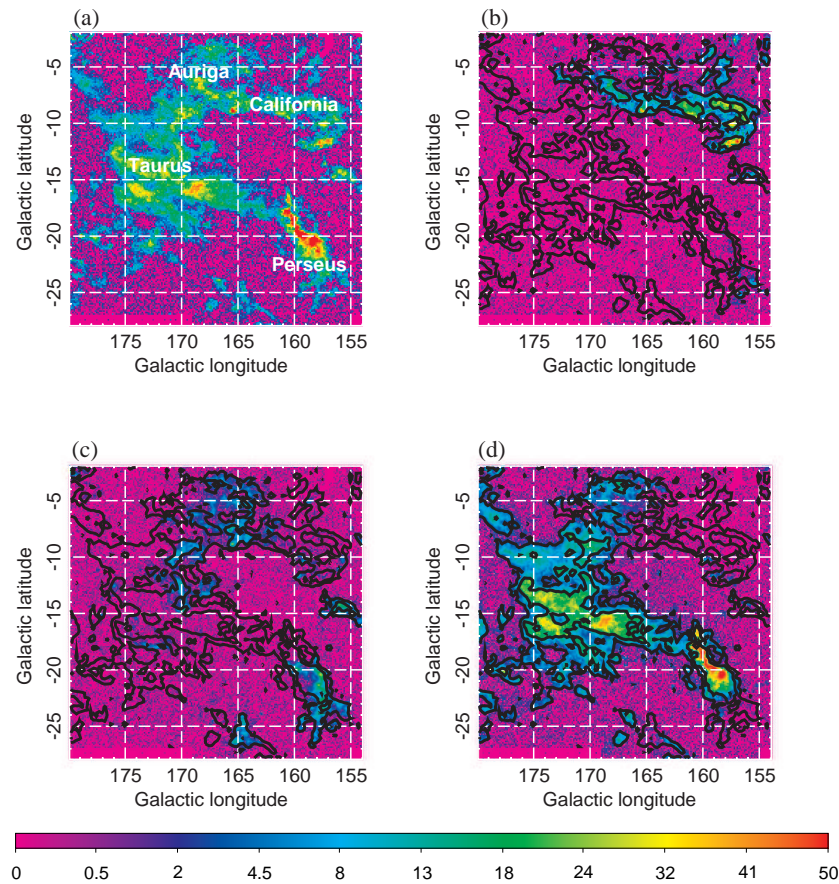 (a)
-5
-10
-15
-20
-25
Galactic latitude
Auriga
California
Taurus
Perseus
175 170 165 160 155
Galactic longitude
(b)
-5
-10
-15
-20
-25
Galactic latitude
175 170 165 160 155
Galactic longitude
(c)
-5
-10
-15
-20
-25
Galactic latitude
175 170 165 160 155
Galactic longitude
(d)
-5
-10
-15
-20
-25
Galactic latitude
175 170 165 160 155
Galactic longitude
0 0.5 2 4.5 8 13 18 24 32 41 50